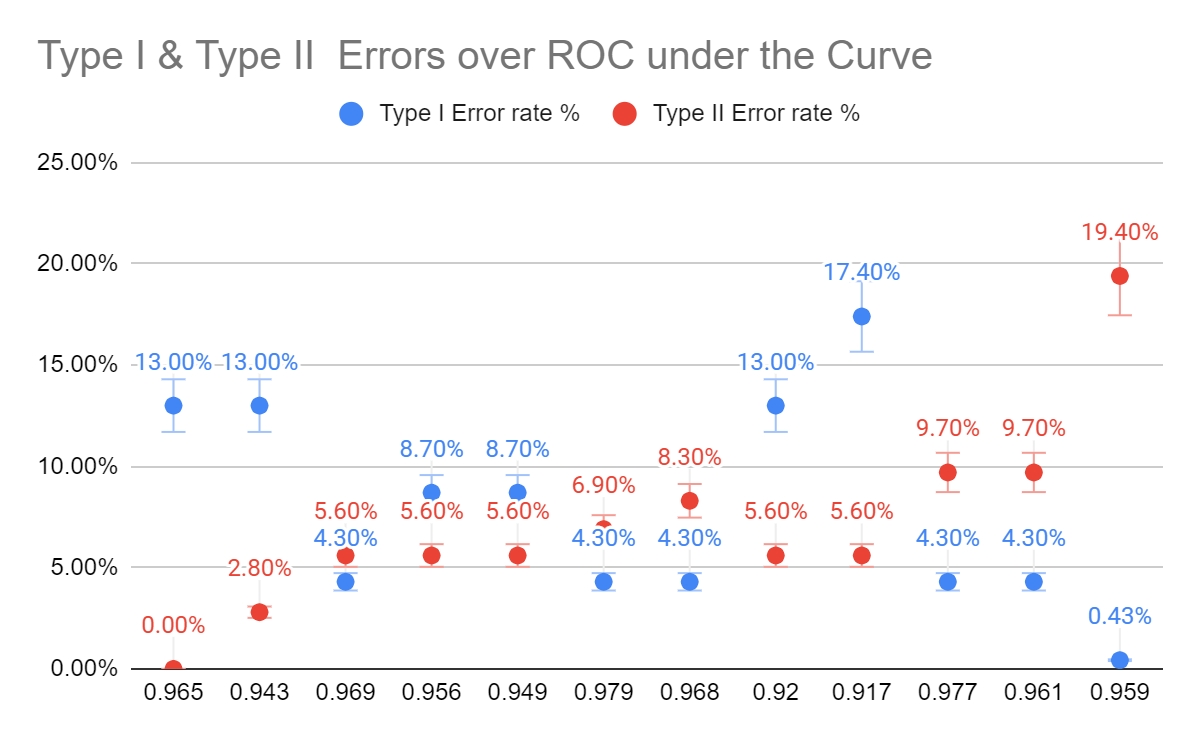 Type I & Type II  Errors over ROC under the Curve
Type I Error rate %  Type II Error rate %
25.00%
20.00%
15.00%
10.00%
5.00%
0.00%
19.40%
17.40%
13.00% 13.00% 13.00%
9.70% 9.70%
8.70% 8.70%
8.30%
6.90%
5.60% 5.60% 5.60% 5.60% 5.60%
4.30% 4.30% 4.30% 4.30% 4.30%
2.80%
0.00% 0.43%
0.965 0.943 0.969 0.956 0.949 0.979 0.968 0.92 0.917 0.977 0.961 0.959